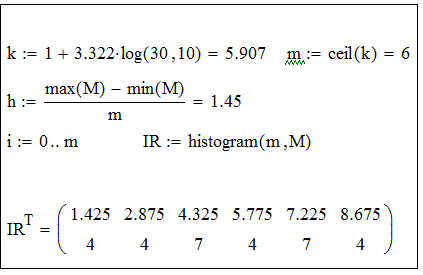 k := 1 + 3.322·log(30,10) = 5.907 m := ceil(k) = 6
h := (max(M) − min(M))/m = 1.45
i := 0.. m IR := histogram(m,M)
IR^T = ( 1.425 2.875 4.325 5.775 7.225 8.675
4 4 7 4 7 4 )